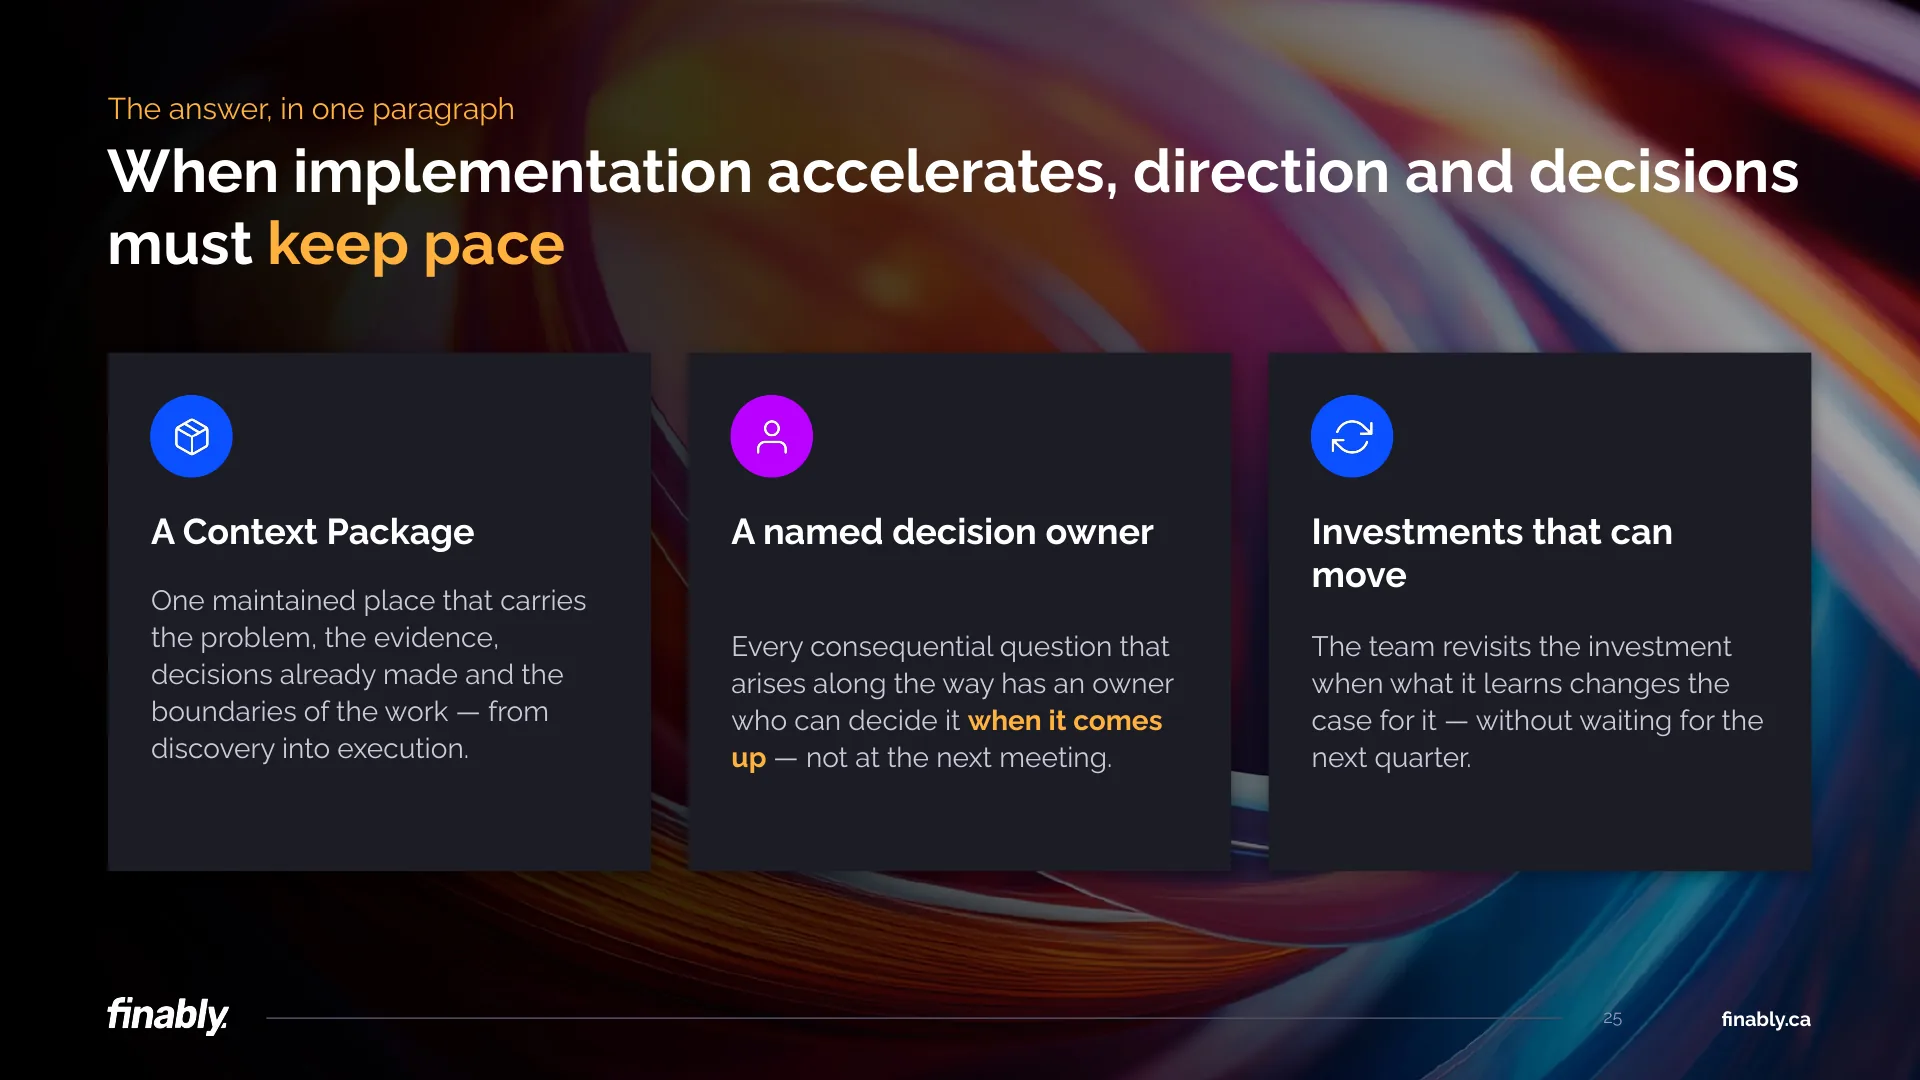 The answer, in one paragraph
When implementation accelerates, direction and decisions
must keep pace
A Context Package
One maintained place that carries
the problem, the evidence,
decisions already made and the
boundaries of the work — from
discovery into execution.
A named decision owner
Every consequential question that
arises along the way has an owner
who can decide it when it comes
up — not at the next meeting.
Investments that can
move
The team revisits the investment
when what it learns changes the
case for it — without waiting for the
next quarter.
finably.
25
finably.ca